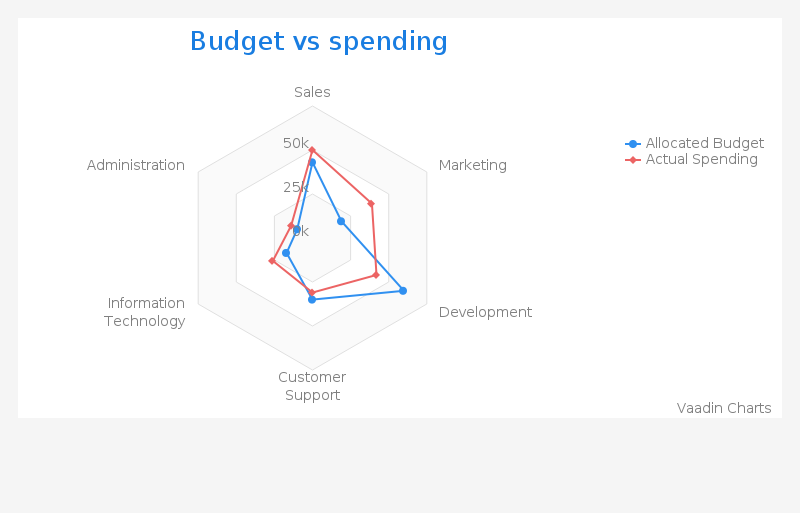 Budget vs spending
Sales
50k
25k
0k
Administration
Marketing
Information
Technology
Development
Customer
Support
Allocated Budget
Actual Spending
Vaadin Charts